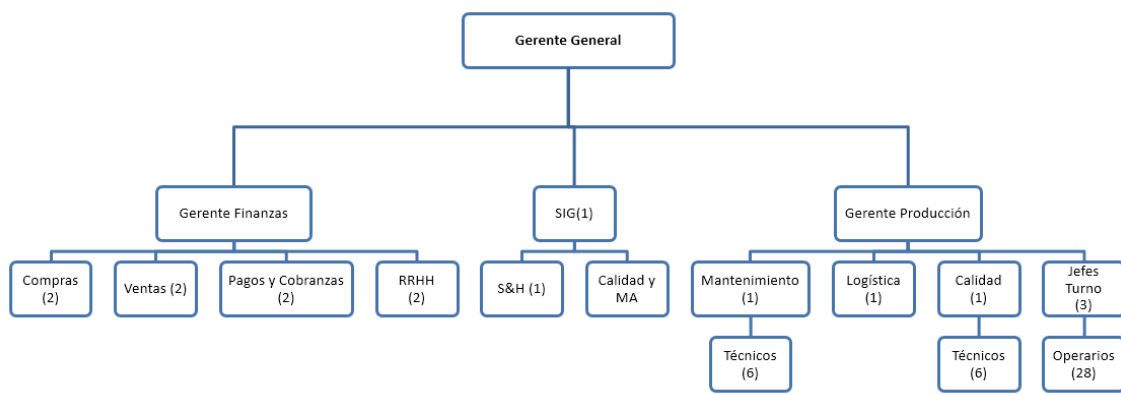 Gerente General
Gerente Finanzas
SIG(1)
Gerente Producción
Compras
(2)
Ventas (2)
Pagos y Cobranzas
(2)
RRHH
(2)
S&H (1)
Calidad y
MA
Mantenimiento
(1)
Logística
(1)
Calidad
(1)
Jefes
Turno
(3)
Técnicos
(6)
Técnicos
(6)
Operarios
(28)